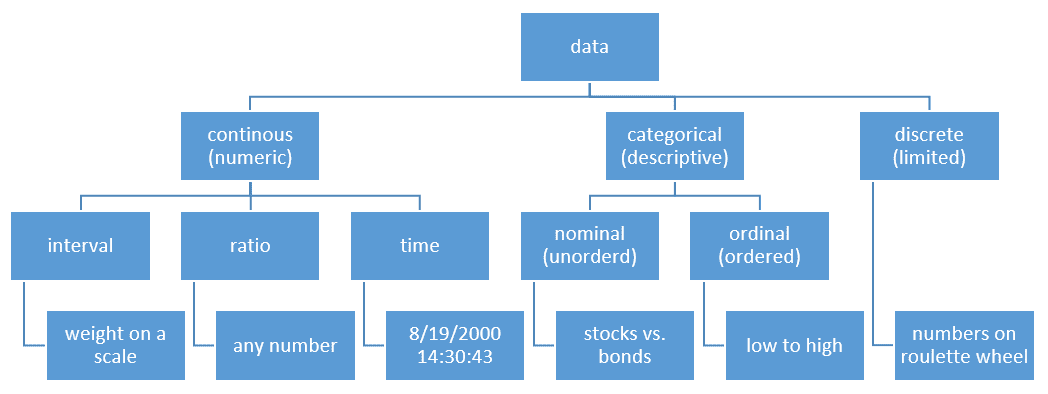 data
continous
(numeric)
categorical
(descriptive)
discrete
(limited)
interval
ratio
time
nominal
(unorderd)
ordinal
(ordered)
weight on a
scale
any number
8/19/2000
14:30:43
stocks vs.
bonds
low to high
numbers on
roulette wheel